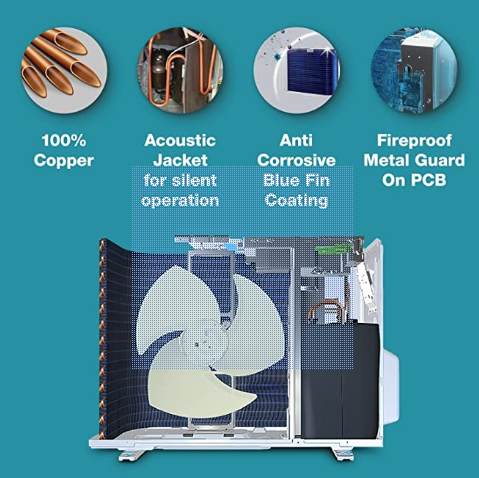 100%
Copper
Acoustic
Jacket
for silent
operation
Anti
Corrosive
Blue Fin
Coating
Fireproof
Metal Guard
On PCB